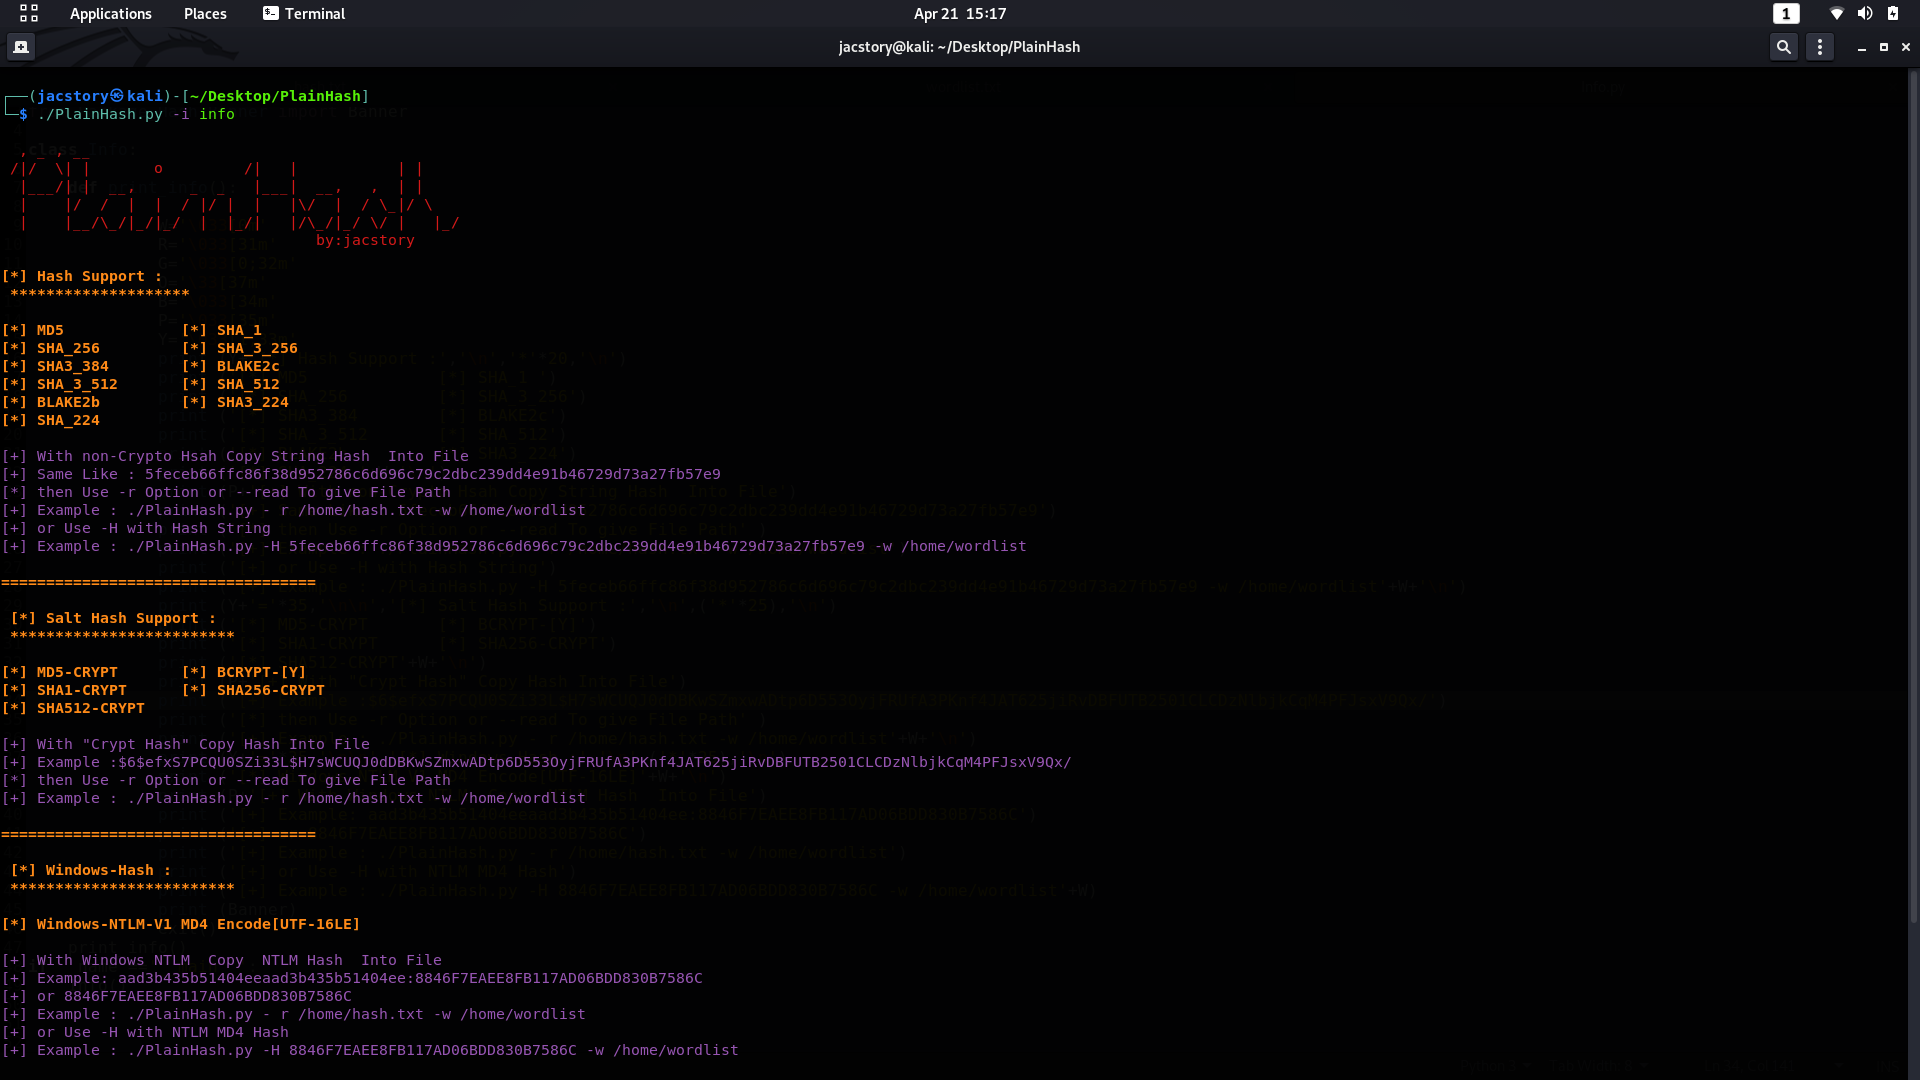 Applications Places Terminal Apr 21 15:17 1
jacstory@kali: ~/Desktop/PlainHash
(jacstory㉿kali)-[~/Desktop/PlainHash]
$ ./PlainHash.py -i info
by:jacstory
[*] Hash Support :
********************
[*] MD5 [*] SHA_1
[*] SHA_256 [*] SHA_3_256
[*] SHA3_384 [*] BLAKE2c
[*] SHA_3_512 [*] SHA_512
[*] BLAKE2b [*] SHA3_224
[*] SHA_224
[+] With non-Crypto Hsah Copy String Hash Into File
[+] Same Like : 5feceb66ffc86f38d952786c6d696c79c2dbc239dd4e91b46729d73a27fb57e9
[*] then Use -r Option or --read To give File Path
[+] Example : ./PlainHash.py - r /home/hash.txt -w /home/wordlist
[+] or Use -H with Hash String
[+] Example : ./PlainHash.py -H 5feceb66ffc86f38d952786c6d696c79c2dbc239dd4e91b46729d73a27fb57e9 -w /home/wordlist
===================================
[*] Salt Hash Support :
*************************
[*] MD5-CRYPT [*] BCRYPT-[Y]
[*] SHA1-CRYPT [*] SHA256-CRYPT
[*] SHA512-CRYPT
[+] With "Crypt Hash" Copy Hash Into File
[+] Example :$6$efxS7PCQU0SZi33L$H7sWCUQJ0dDBKwSZmxwADtp6D553OyjFRUfA3PKnf4JAT625jiRvDBFUTB2501CLCDzNlbjkCqM4PFJsxV9Qx/
[*] then Use -r Option or --read To give File Path
[+] Example : ./PlainHash.py - r /home/hash.txt -w /home/wordlist
===================================
[*] Windows-Hash :
*************************
[*] Windows-NTLM-V1 MD4 Encode[UTF-16LE]
[+] With Windows NTLM Copy NTLM Hash Into File
[+] Example: aad3b435b51404eeaad3b435b51404ee:8846F7EAEE8FB117AD06BDD830B7586C
[+] or 8846F7EAEE8FB117AD06BDD830B7586C
[+] Example : ./PlainHash.py - r /home/hash.txt -w /home/wordlist
[+] or Use -H with NTLM MD4 Hash
[+] Example : ./PlainHash.py -H 8846F7EAEE8FB117AD06BDD830B7586C -w /home/wordlist